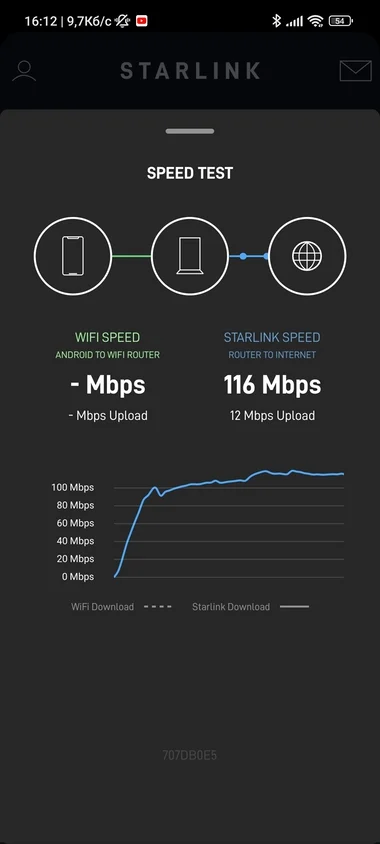 16:12 | 9,7Кб/с
54
STARLINK
SPEED TEST
WIFI SPEED
STARLINK SPEED
ANDROID TO WIFI ROUTER
ROUTER TO INTERNET
- Mbps
116 Mbps
- Mbps Upload
12 Mbps Upload
100 Mbps
80 Mbps
60 Mbps
40 Mbps
20 Mbps
0 Mbps
WiFi Download
Starlink Download
707DB0E5